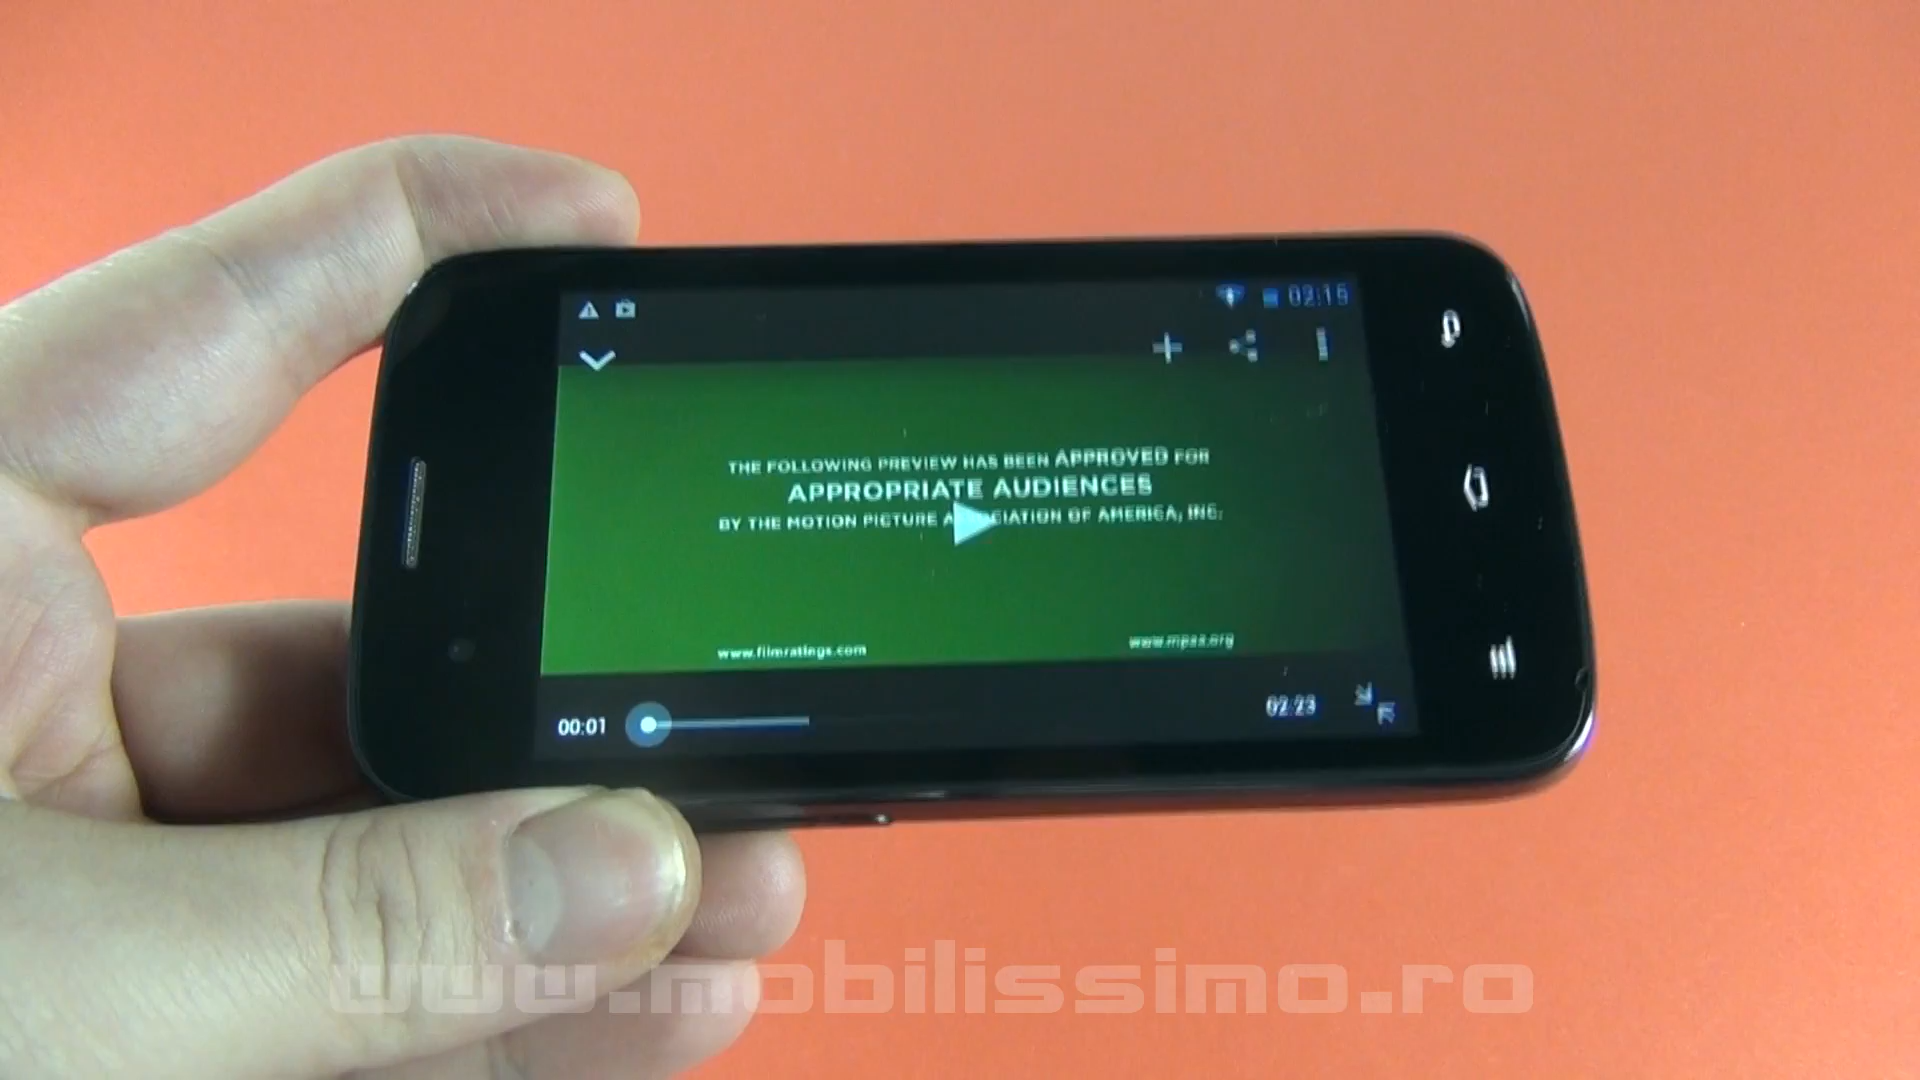 02:15
THE FOLLOWING PREVIEW HAS BEEN APPROVED FOR
APPROPRIATE AUDIENCES
BY THE MOTION PICTURE ASSOCIATION OF AMERICA, INC.
www.filmratings.com
www.mpaa.org
00:01
02:23
www.mobilissimo.ro